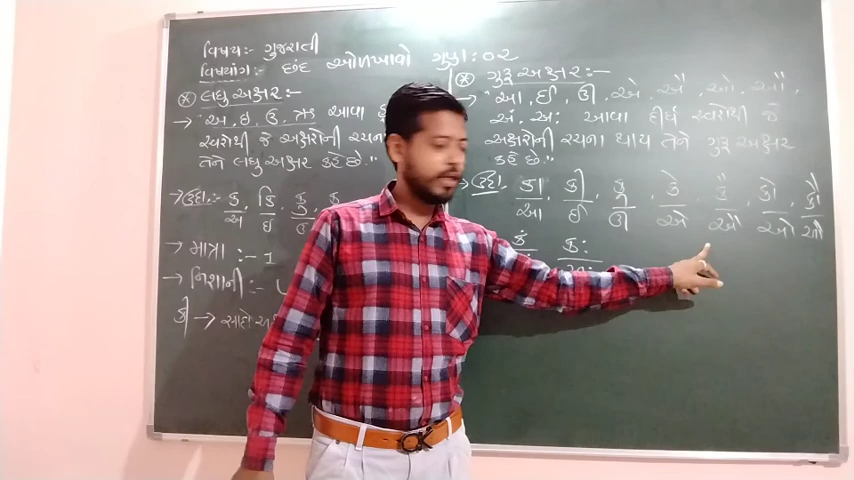 વિષય:- ગુજરાતી
વિષયાંગ:- છંદ ઓળખાવો ગુણ:૦૨
* લઘુ અક્ષર:-
→ "અ, ઇ, ઉ, ઋ આવા
સ્વરોથી જે અક્ષરોની રચના
તેને લઘુ અક્ષર કહે છે."
→ ઉદા:- ક, કિ, કુ, ક
અ ઇ ઉ
→ માત્રા :- 1
→ નિશાની :- U
→ સાદો
* ગુરુ અક્ષર:-
→ "આ, ઈ, ઊ, એ, ઐ, ઓ, ઔ,
અં, અઃ આવા દીર્ઘ સ્વરોથી જે
અક્ષરોની રચના થાય તેને ગુરુ અક્ષર
કહે છે."
→ ઉદા. કા, કી, કૂ, કે, કૈ, કો, કૌ
આ ઈ ઊ એ ઐ ઓ ઔ
કં કઃ